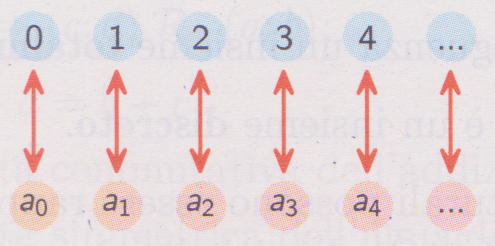 0 1 2 3 4 ...
a₀ a₁ a₂ a₃ a₄ ...